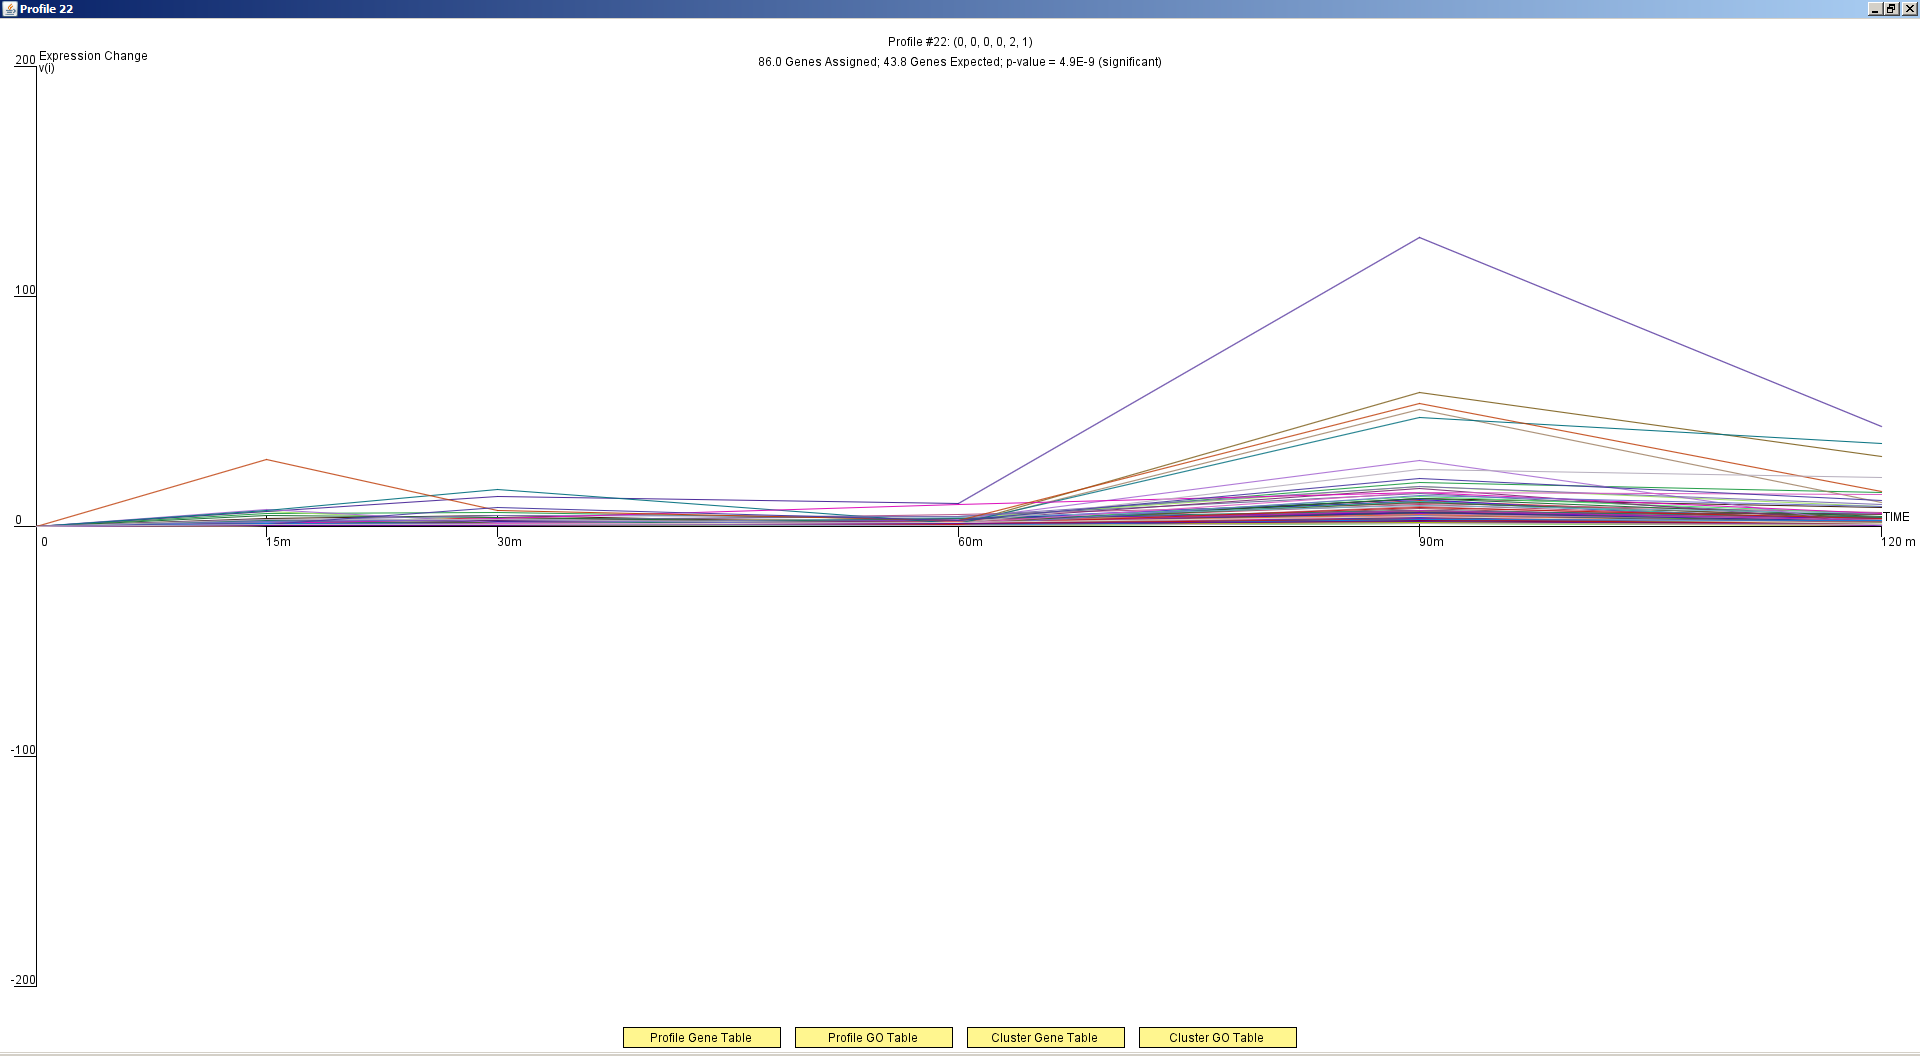 Profile 22
Profile #22: (0, 0, 0, 0, 2, 1)
86.0 Genes Assigned; 43.8 Genes Expected; p-value = 4.9E-9 (significant)
Expression Change
v(i)
200
100
0
-100
-200
0
15m
30m
60m
90m
120 m
TIME
Profile Gene Table
Profile GO Table
Cluster Gene Table
Cluster GO Table